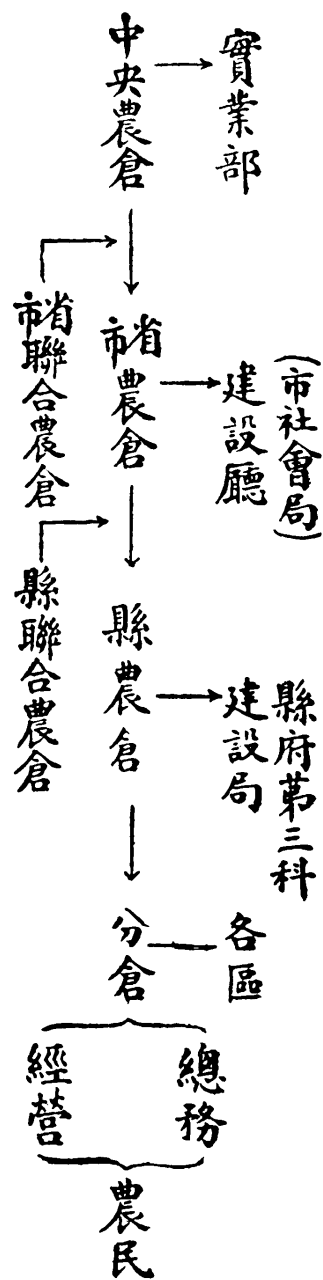 中央農倉
實業部
省市聯合農倉
省市農倉
建設廳
(市社會局)
縣聯合農倉
縣農倉
建設局
縣府第三科
分倉
各區
總務
經營
農民